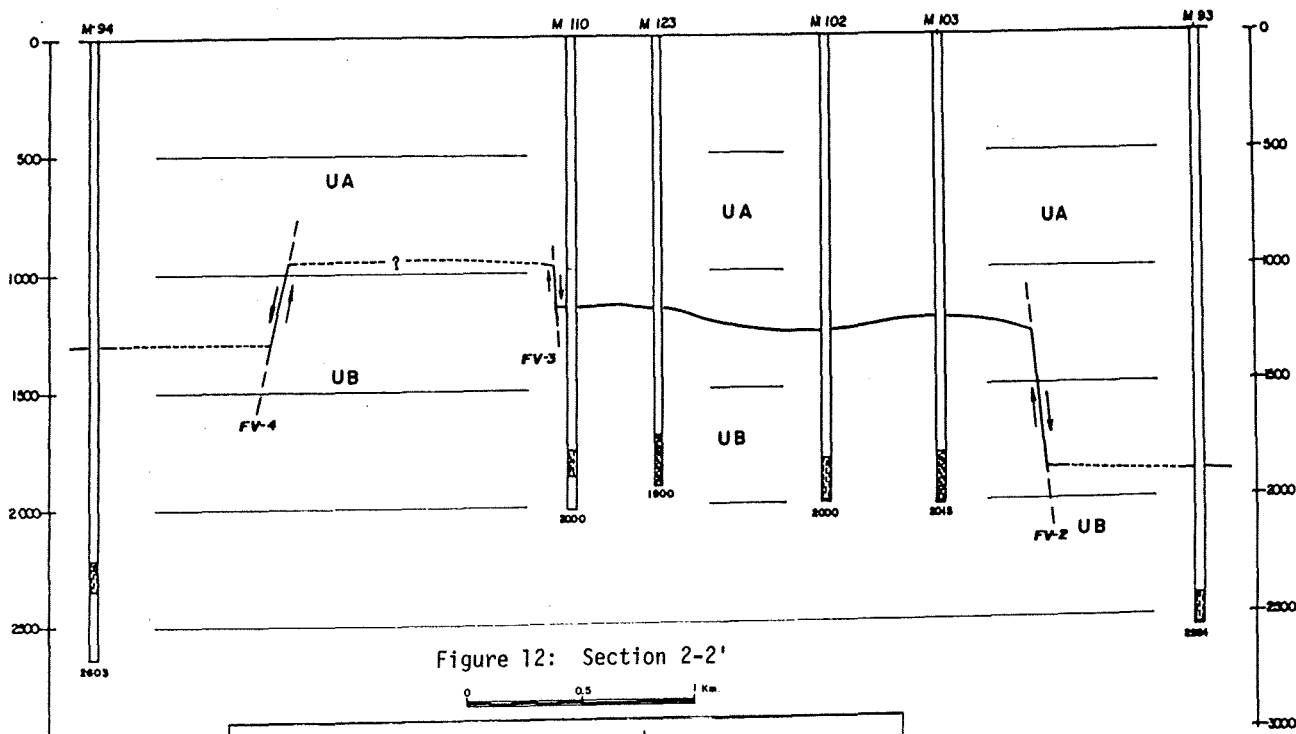 M 94 M 110 M 123 M 102 M 103 M 93
0 0
500 500
UA
UA UA
1000 ? 1000
FV-3
UB 1500
1500
FV-4 UB
1900
2000 2000 2000 2015 2000
FV-2 UB
2500 2500
2603
Figure 12: Section 2-2'
0 0.5 1 Km.
3000